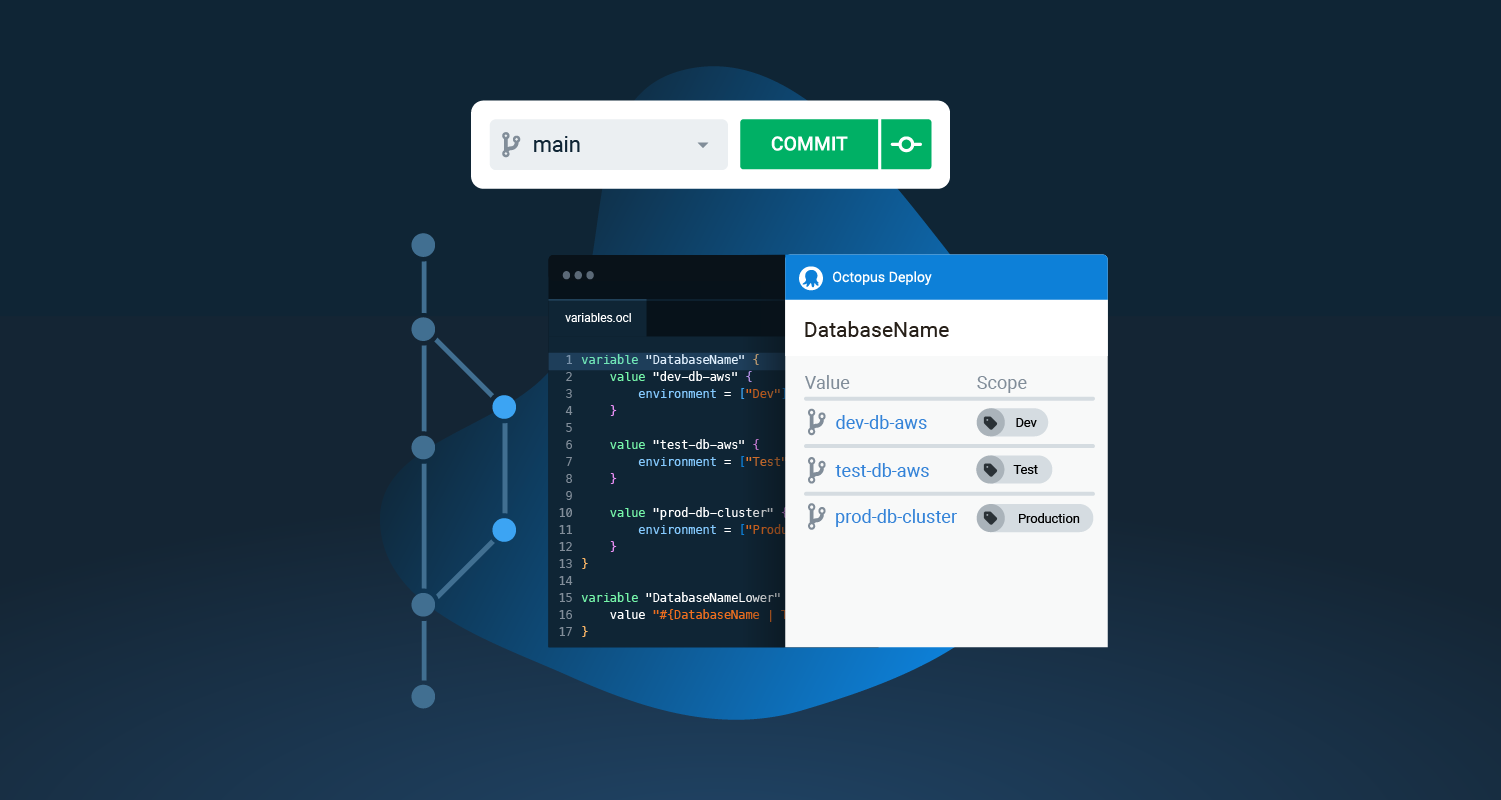 main
COMMIT
variables.ocl
1 variable "DatabaseName" {
2 value "dev-db-aws" {
3 environment = ["Dev"]
4 }
5
6 value "test-db-aws" {
7 environment = ["Test"
8 }
9
10 value "prod-db-cluster" {
11 environment = ["Produ
12 }
13 }
14
15 variable "DatabaseNameLower"
16 value "#{DatabaseName |
17 }
Octopus Deploy
DatabaseName
Value Scope
dev-db-aws Dev
test-db-aws Test
prod-db-cluster Production